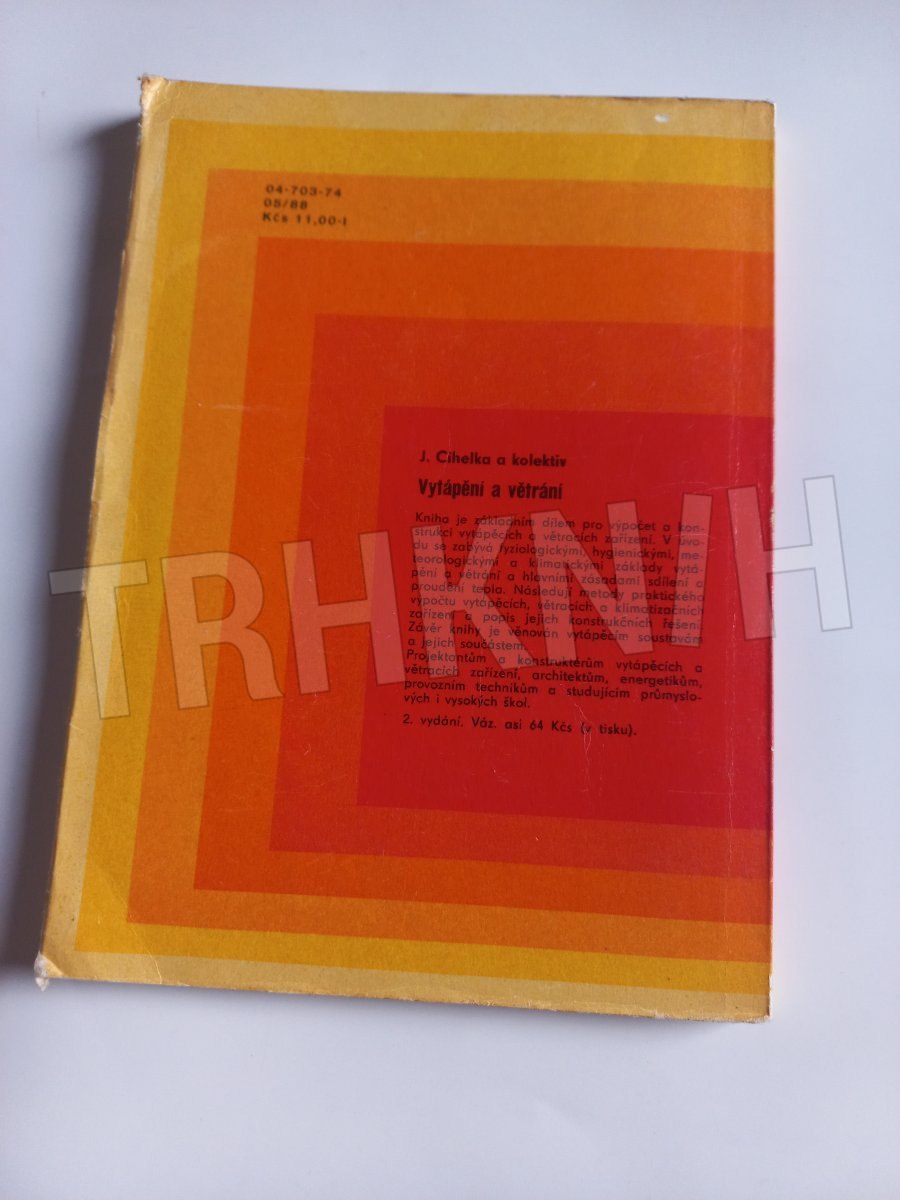 04-703-74
05/88
Kčs 11,00-I
J. Cihelka a kolektiv
Vytápění a větrání
Kniha je základním dílem pro výpočet a kon-
strukci vytápěcích a větracích zařízení. V úvo-
du se zabývá fyziologickými, hygienickými, me-
teorologickými a klimatickými základy vytá-
pění a větrání a hlavními zásadami sdílení a
proudění tepla. Následují metody praktického
výpočtu vytápěcích, větracích a klimatizačních
zařízení a popis jejich konstrukčních řešení.
Závěr knihy je věnován vytápěcím soustavám
a jejich součástem.
Projektantům a konstruktérům vytápěcích a
větracích zařízení, architektům, energetikům,
provozním technikům a studujícím průmyslo-
vých i vysokých škol.
2. vydání. Váz. asi 64 Kčs (v tisku).
TRHKNIH